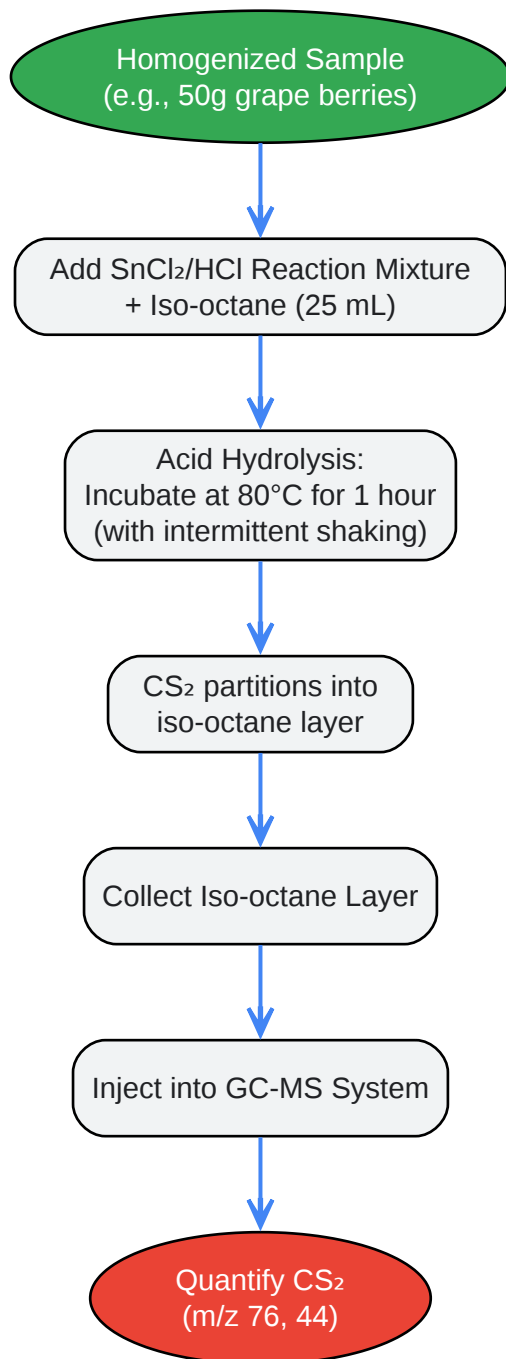 Homogenized Sample
(e.g., 50g grape berries)
Add SnCl₂/HCl Reaction Mixture
+ Iso-octane (25 mL)
Acid Hydrolysis:
Incubate at 80°C for 1 hour
(with intermittent shaking)
CS₂ partitions into
iso-octane layer
Collect Iso-octane Layer
Inject into GC-MS System
Quantify CS₂
(m/z 76, 44)